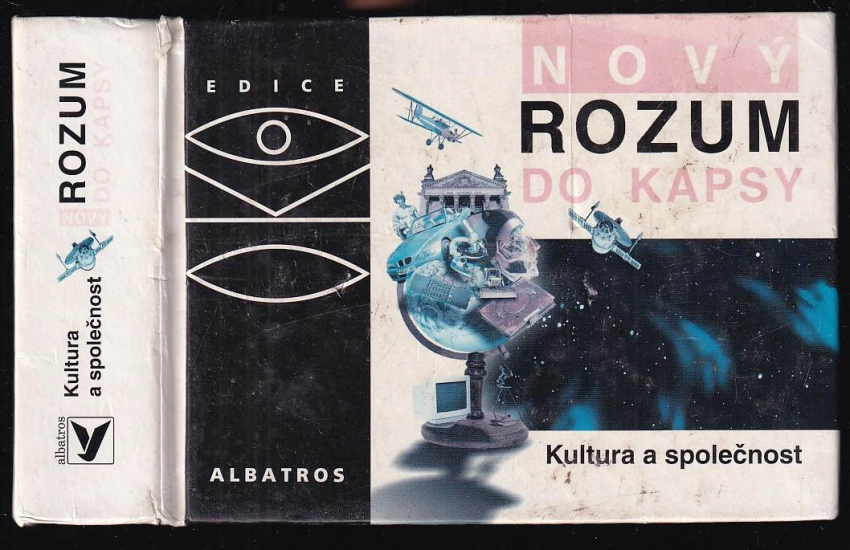 NOVÝ
ROZUM
DO KAPSY
Kultura
a společnost
albatros
EDICE
OKO
ALBATROS
NOVÝ
ROZUM
DO KAPSY
Kultura a společnost